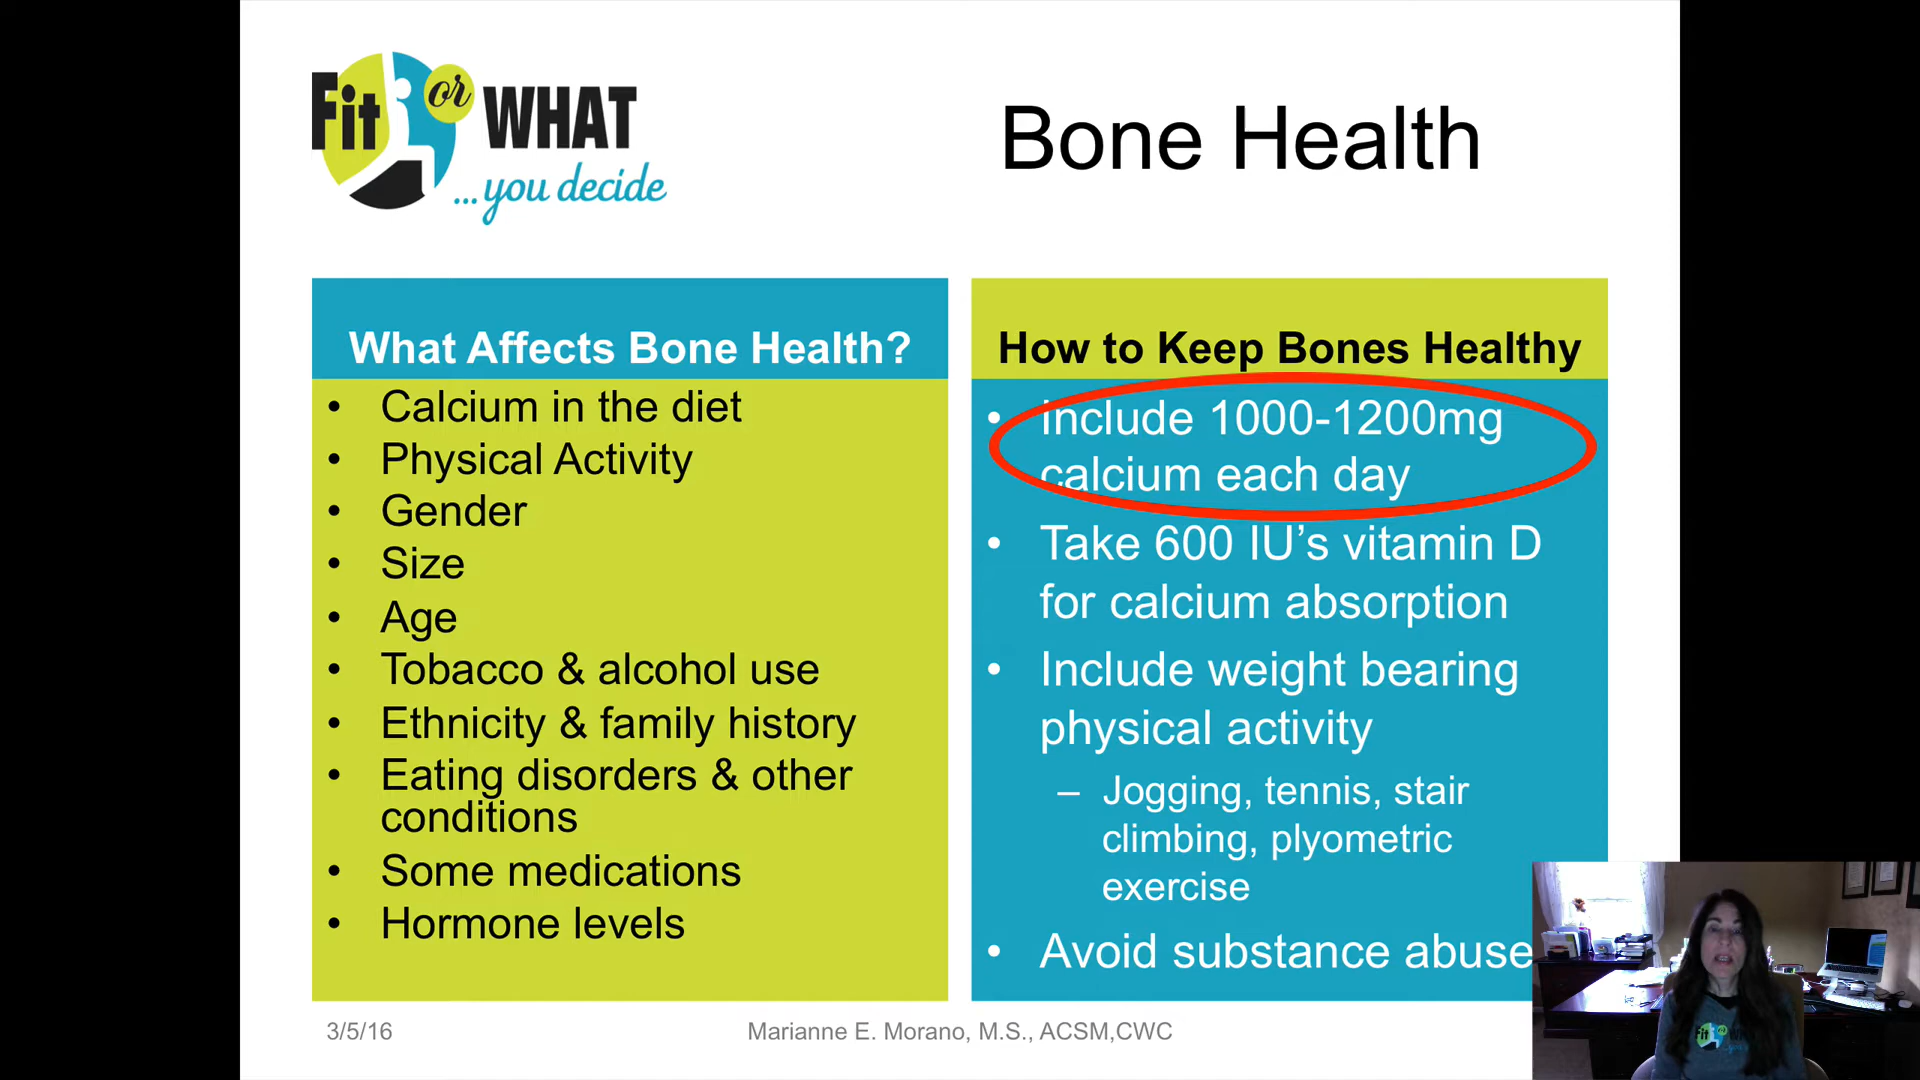 Fit or WHAT
...you decide
Bone Health
What Affects Bone Health?
• Calcium in the diet
• Physical Activity
• Gender
• Size
• Age
• Tobacco & alcohol use
• Ethnicity & family history
• Eating disorders & other
conditions
• Some medications
• Hormone levels
How to Keep Bones Healthy
• Include 1000-1200mg
calcium each day
• Take 600 IU’s vitamin D
for calcium absorption
• Include weight bearing
physical activity
– Jogging, tennis, stair
climbing, plyometric
exercise
• Avoid substance abuse
3/5/16
Marianne E. Morano, M.S., ACSM,CWC
Fit or